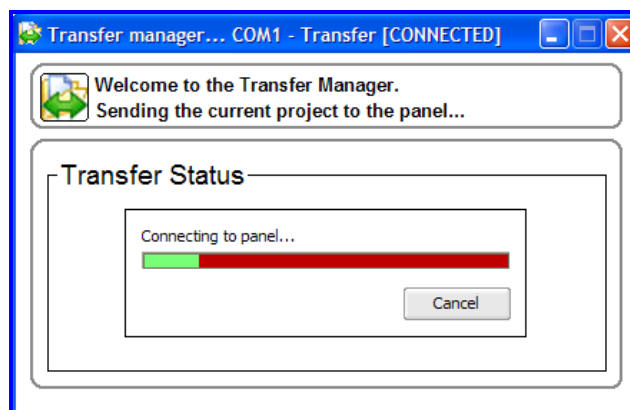 Transfer manager... COM1 - Transfer [CONNECTED]
Welcome to the Transfer Manager.
Sending the current project to the panel...
Transfer Status
Connecting to panel...
Cancel